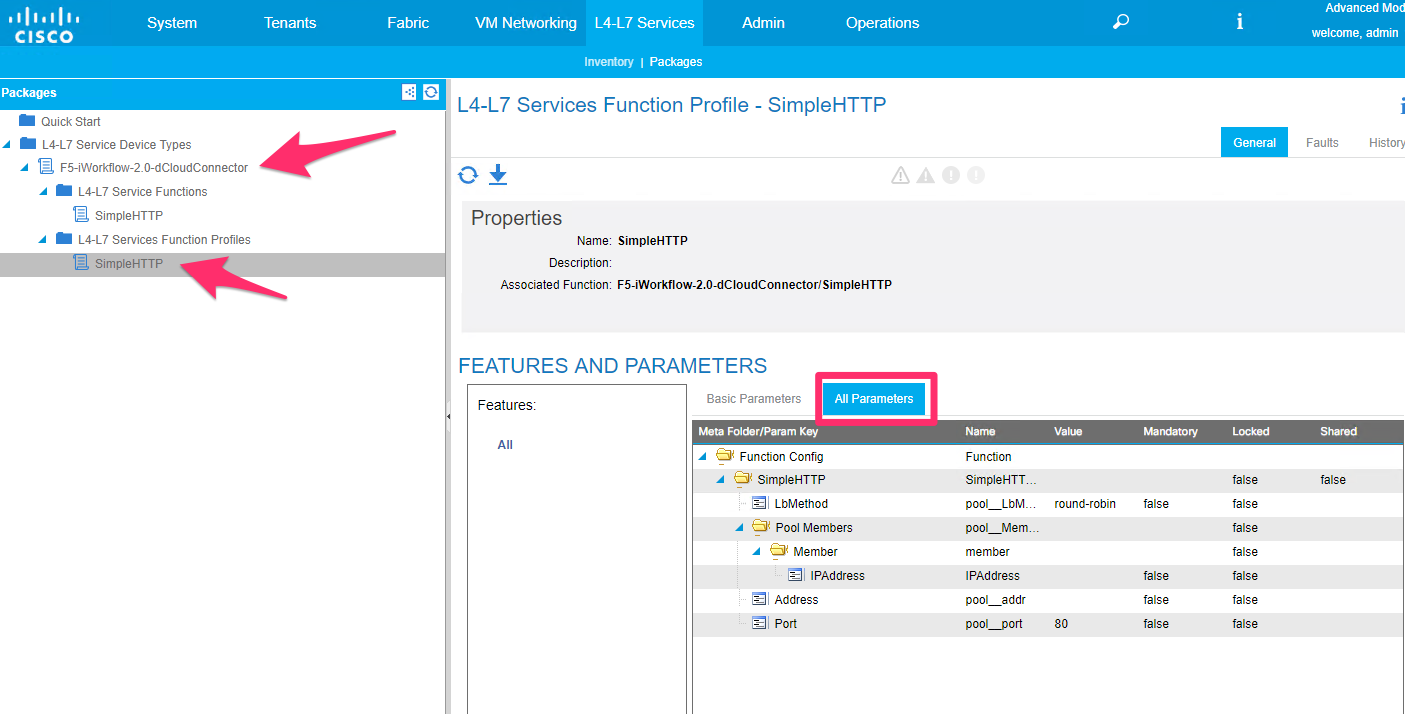 Advanced Mod
CISCO System Tenants Fabric VM Networking L4-L7 Services Admin Operations i welcome, admin
Inventory | Packages
Packages
Quick Start
L4-L7 Service Device Types
F5-iWorkflow-2.0-dCloudConnector
L4-L7 Service Functions
SimpleHTTP
L4-L7 Services Function Profiles
SimpleHTTP
L4-L7 Services Function Profile - SimpleHTTP
General Faults History
Properties
Name: SimpleHTTP
Description:
Associated Function: F5-iWorkflow-2.0-dCloudConnector/SimpleHTTP
FEATURES AND PARAMETERS
Features:
All
Basic Parameters All Parameters
Meta Folder/Param Key Name Value Mandatory Locked Shared
Function Config Function
SimpleHTTP SimpleHTT... false false
LbMethod pool__LbM... round-robin false false
Pool Members pool__Mem... false
Member member false
IPAddress IPAddress false false
Address pool__addr false false
Port pool__port 80 false false